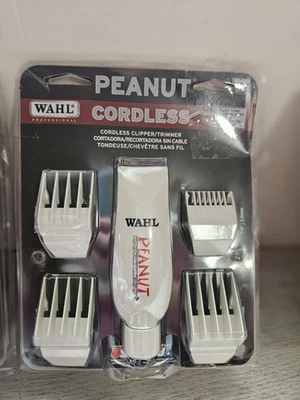 PEANUT
WAHL
PROFESSIONAL
CORDLESS
CORDLESS CLIPPER/TRIMMER
CORTADORA/RECORTADORA SIN CABLE
TONDEUSE/CHEVÊTRE SANS FIL
WAHL
PEANUT